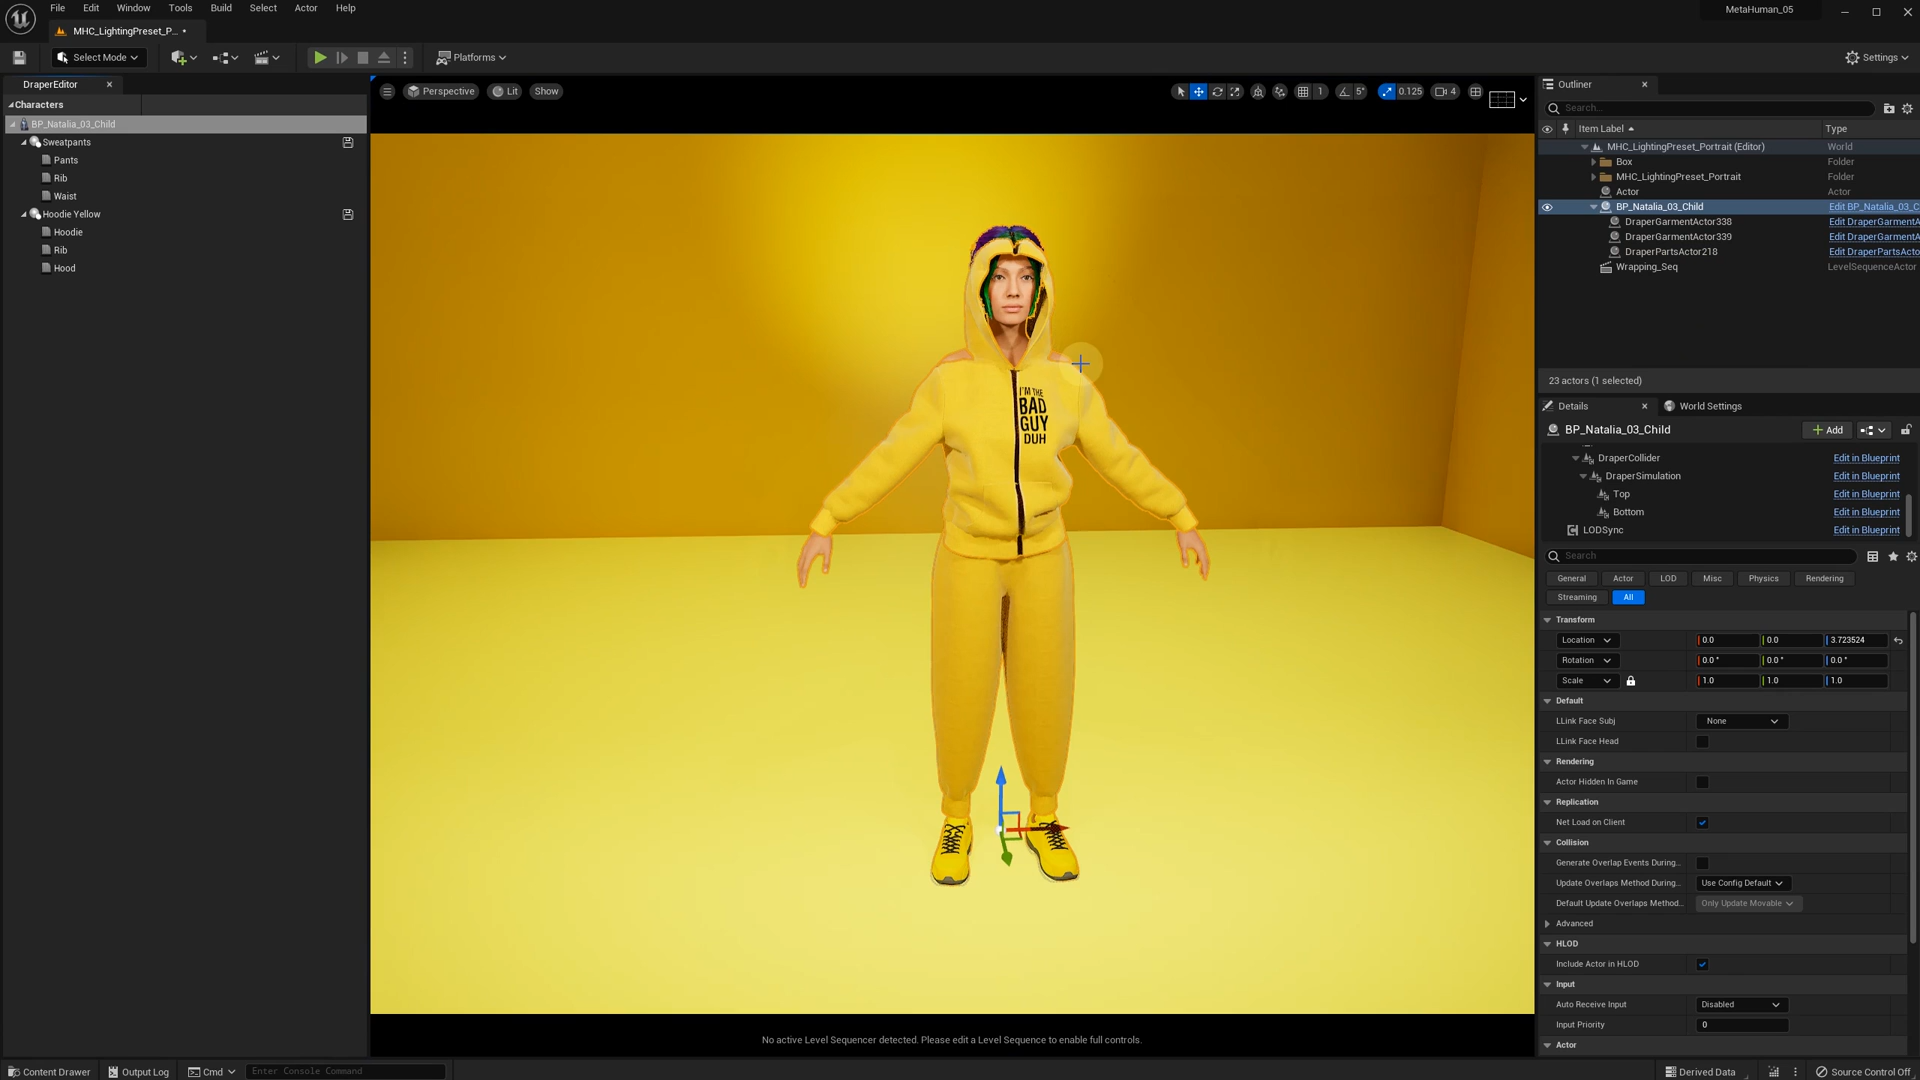 File Edit Window Tools Build Select Actor Help
MetaHuman_05
MHC_LightingPreset_P... •
Select Mode
Platforms
Settings
DraperEditor
Characters
BP_Natalia_03_Child
Sweatpants
Pants
Rib
Waist
Hoodie Yellow
Hoodie
Rib
Hood
Perspective Lit Show
1 5° 0.125 4
I'M THE
BAD
GUY
DUH
No active Level Sequencer detected. Please edit a Level Sequence to enable full controls.
Outliner
Search...
Item Label Type
MHC_LightingPreset_Portrait (Editor) World
Box Folder
MHC_LightingPreset_Portrait Folder
Actor Actor
BP_Natalia_03_Child Edit BP_Natalia_03_C
DraperGarmentActor338 Edit DraperGarmentA
DraperGarmentActor339 Edit DraperGarmentA
DraperPartsActor218 Edit DraperPartsActo
Wrapping_Seq LevelSequenceActor
23 actors (1 selected)
Details World Settings
BP_Natalia_03_Child Add
DraperCollider Edit in Blueprint
DraperSimulation Edit in Blueprint
Top Edit in Blueprint
Bottom Edit in Blueprint
LODSync Edit in Blueprint
Search
General Actor LOD Misc Physics Rendering
Streaming All
Transform
Location 0.0 0.0 3.723524
Rotation 0.0 ° 0.0 ° 0.0 °
Scale 1.0 1.0 1.0
Default
LLink Face Subj None
LLink Face Head
Rendering
Actor Hidden In Game
Replication
Net Load on Client
Collision
Generate Overlap Events During...
Update Overlaps Method During... Use Config Default
Default Update Overlaps Method... Only Update Movable
Advanced
HLOD
Include Actor in HLOD
Input
Auto Receive Input Disabled
Input Priority 0
Actor
Content Drawer Output Log Cmd Enter Console Command
Derived Data Source Control Off